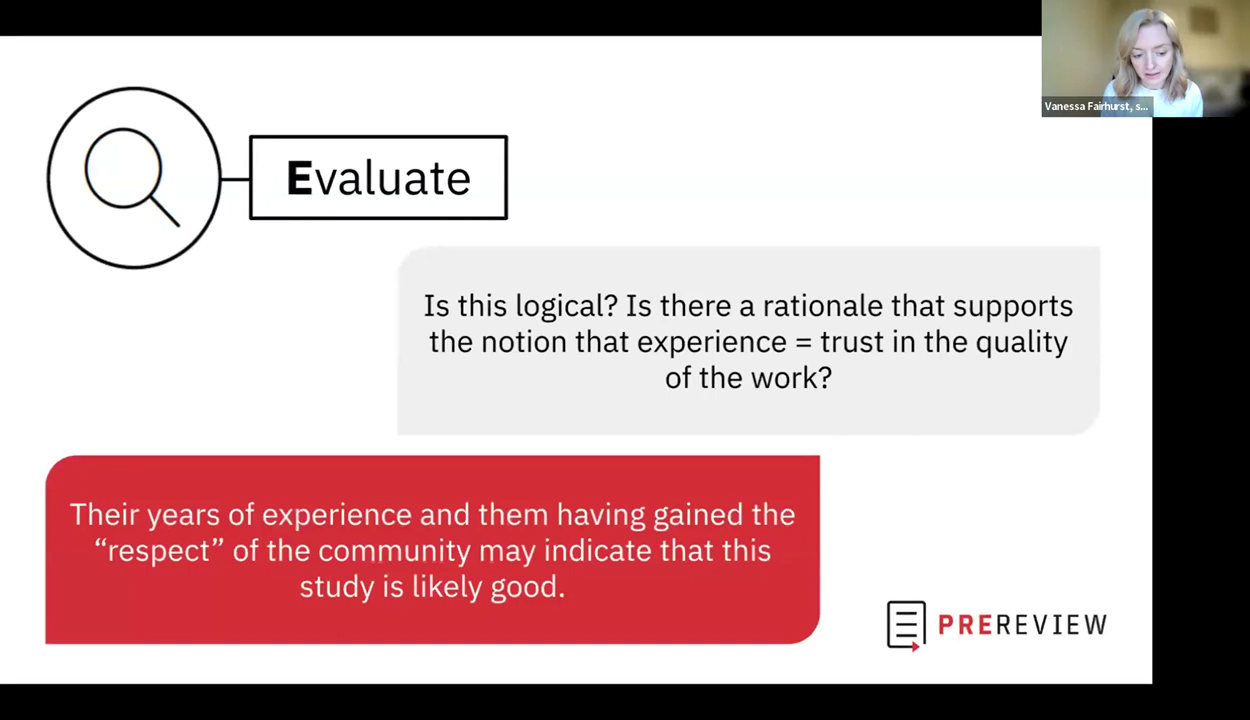 Vanessa Fairhurst, s...
Evaluate
Is this logical? Is there a rationale that supports
the notion that experience = trust in the quality
of the work?
Their years of experience and them having gained the
“respect” of the community may indicate that this
study is likely good.
PREREVIEW